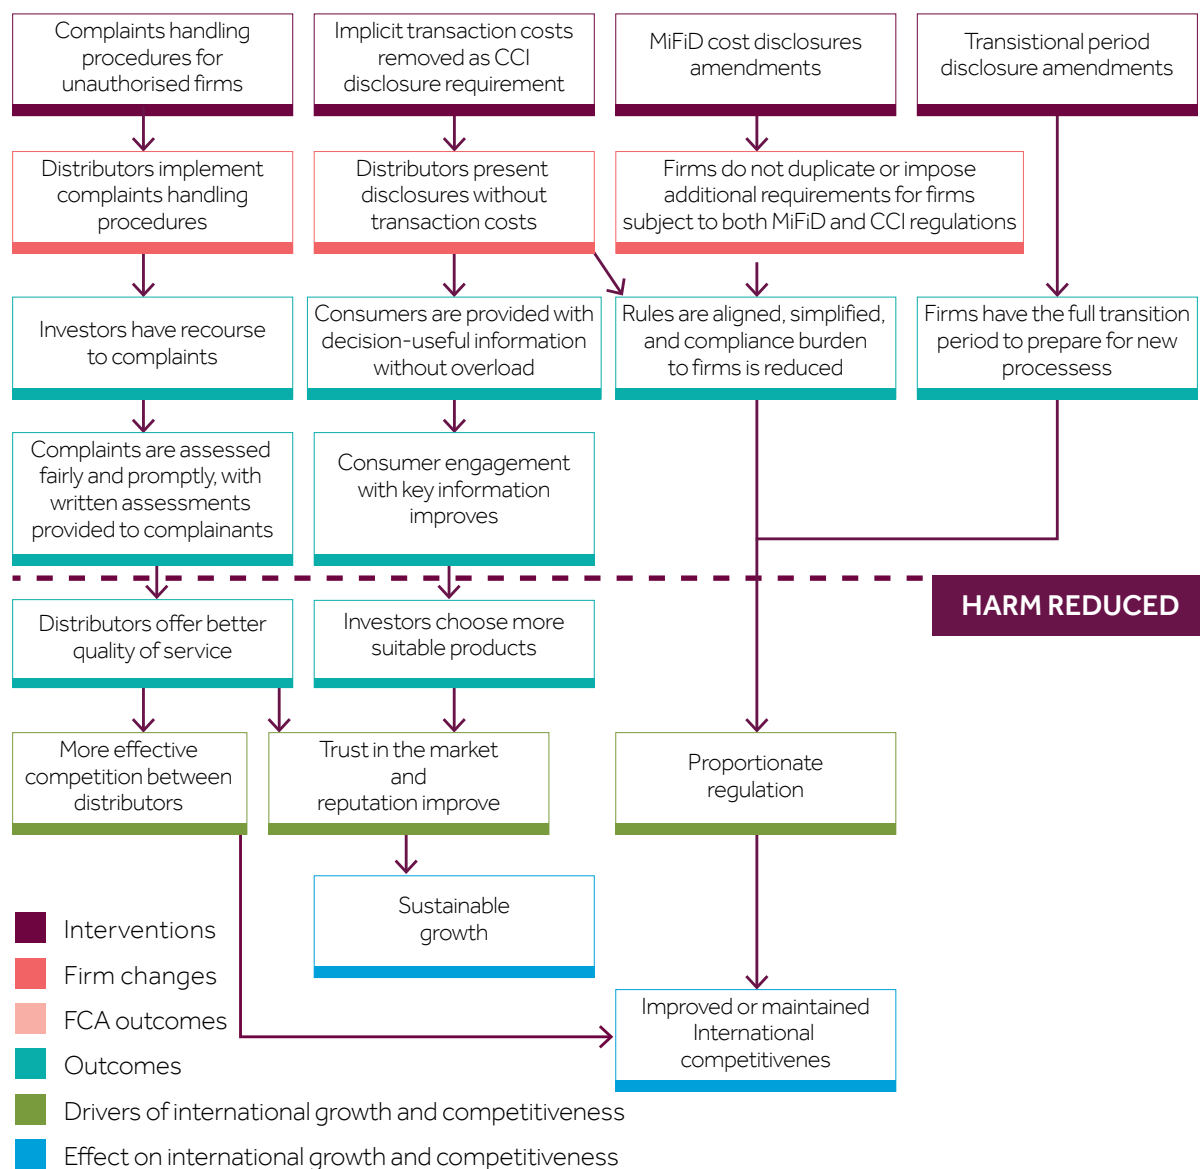 Complaints handling
procedures for
unauthorised firms
Implicit transaction costs
removed as CCI
disclosure requirement
MiFiD cost disclosures
amendments
Transistional period
disclosure amendments
Distributors implement
complaints handling
procedures
Distributors present
disclosures without
transaction costs
Firms do not duplicate or impose
additional requirements for firms
subject to both MiFiD and CCI regulations
Investors have recourse
to complaints
Consumers are provided with
decision-useful information
without overload
Rules are aligned, simplified,
and compliance burden
to firms is reduced
Firms have the full transition
period to prepare for new
processess
Complaints are assessed
fairly and promptly, with
written assessments
provided to complainants
Consumer engagement
with key information
improves
HARM REDUCED
Distributors offer better
quality of service
Investors choose more
suitable products
More effective
competition between
distributors
Trust in the market
and
reputation improve
Proportionate
regulation
Sustainable
growth
Improved or maintained
International
competitivenes
Interventions
Firm changes
FCA outcomes
Outcomes
Drivers of international growth and competitiveness
Effect on international growth and competitiveness